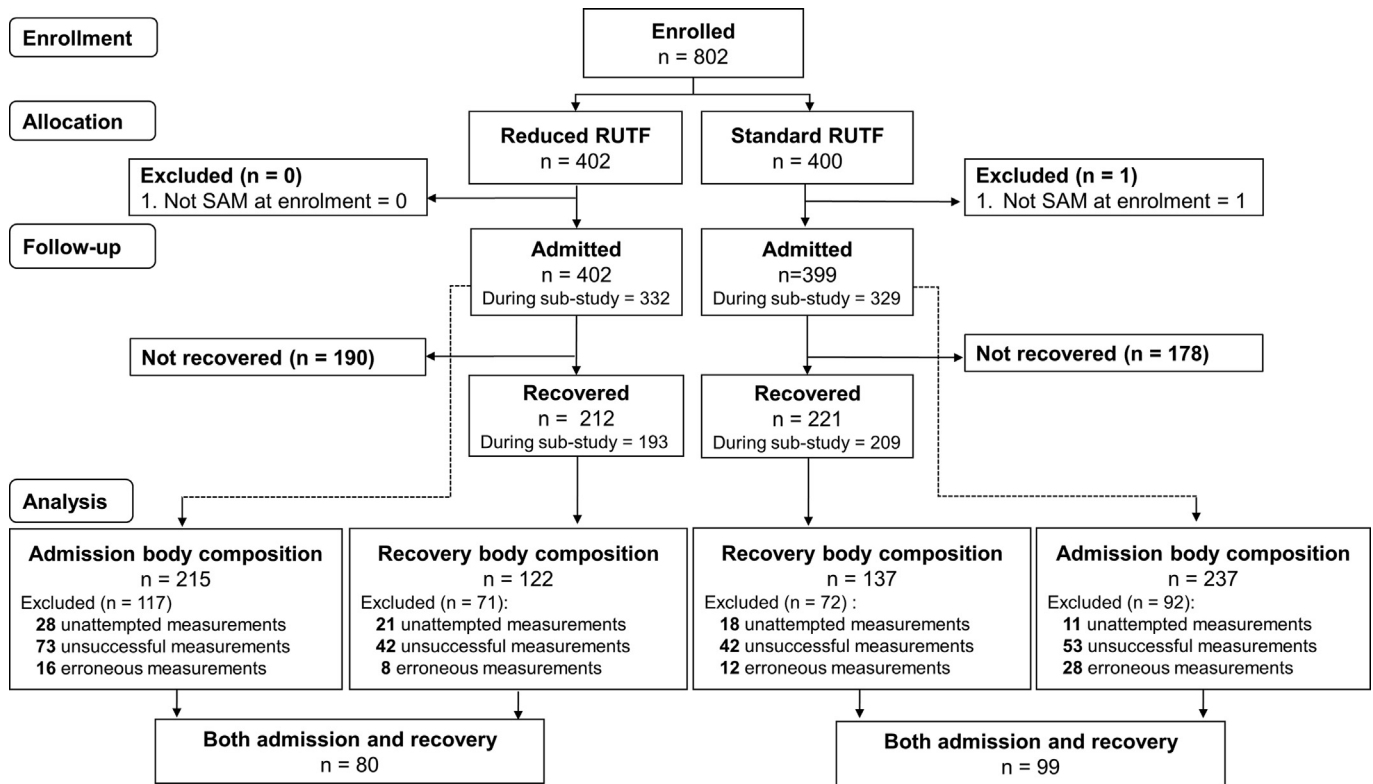 Enrollment
Enrolled
n = 802
Allocation
Reduced RUTF
n = 402
Standard RUTF
n = 400
Excluded (n = 0)
1. Not SAM at enrolment = 0
Excluded (n = 1)
1. Not SAM at enrolment = 1
Follow-up
Admitted
n = 402
During sub-study = 332
Admitted
n=399
During sub-study = 329
Not recovered (n = 190)
Not recovered (n = 178)
Recovered
n = 212
During sub-study = 193
Recovered
n = 221
During sub-study = 209
Analysis
Admission body composition
n = 215
Excluded (n = 117)
28 unattempted measurements
73 unsuccessful measurements
16 erroneous measurements
Recovery body composition
n = 122
Excluded (n = 71):
21 unattempted measurements
42 unsuccessful measurements
8 erroneous measurements
Recovery body composition
n = 137
Excluded (n = 72) :
18 unattempted measurements
42 unsuccessful measurements
12 erroneous measurements
Admission body composition
n = 237
Excluded (n = 92):
11 unattempted measurements
53 unsuccessful measurements
28 erroneous measurements
Both admission and recovery
n = 80
Both admission and recovery
n = 99